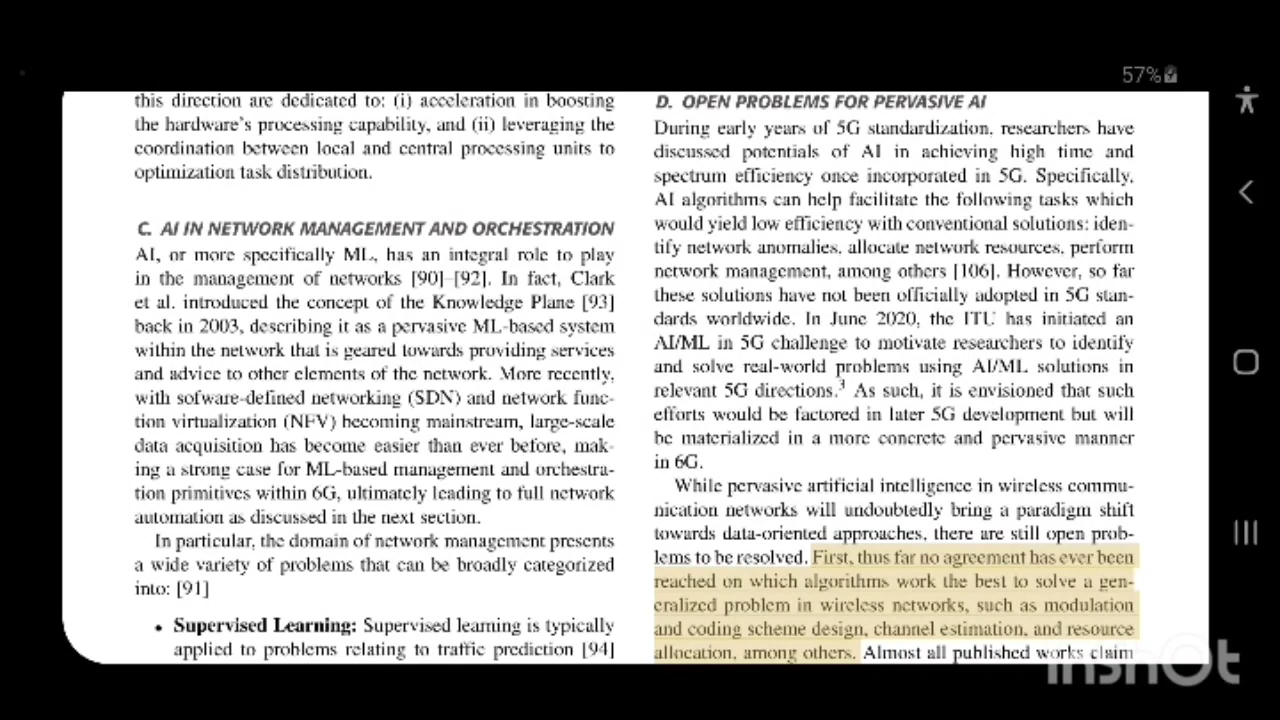 57%
this direction are dedicated to: (i) acceleration in boosting
the hardware's processing capability, and (ii) leveraging the
coordination between local and central processing units to
optimization task distribution.
C. AI IN NETWORK MANAGEMENT AND ORCHESTRATION
AI, or more specifically ML, has an integral role to play
in the management of networks [90]–[92]. In fact, Clark
et al. introduced the concept of the Knowledge Plane [93]
back in 2003, describing it as a pervasive ML-based system
within the network that is geared towards providing services
and advice to other elements of the network. More recently,
with sofware-defined networking (SDN) and network func-
tion virtualization (NFV) becoming mainstream, large-scale
data acquisition has become easier than ever before, mak-
ing a strong case for ML-based management and orchestra-
tion primitives within 6G, ultimately leading to full network
automation as discussed in the next section.
In particular, the domain of network management presents
a wide variety of problems that can be broadly categorized
into: [91]
• Supervised Learning: Supervised learning is typically
applied to problems relating to traffic prediction [94]
D. OPEN PROBLEMS FOR PERVASIVE AI
During early years of 5G standardization, researchers have
discussed potentials of AI in achieving high time and
spectrum efficiency once incorporated in 5G. Specifically,
AI algorithms can help facilitate the following tasks which
would yield low efficiency with conventional solutions: iden-
tify network anomalies, allocate network resources, perform
network management, among others [106]. However, so far
these solutions have not been officially adopted in 5G stan-
dards worldwide. In June 2020, the ITU has initiated an
AI/ML in 5G challenge to motivate researchers to identify
and solve real-world problems using AI/ML solutions in
relevant 5G directions.³ As such, it is envisioned that such
efforts would be factored in later 5G development but will
be materialized in a more concrete and pervasive manner
in 6G.
While pervasive artificial intelligence in wireless commu-
nication networks will undoubtedly bring a paradigm shift
towards data-oriented approaches, there are still open prob-
lems to be resolved. First, thus far no agreement has ever been
reached on which algorithms work the best to solve a gen-
eralized problem in wireless networks, such as modulation
and coding scheme design, channel estimation, and resource
allocation, among others. Almost all published works claim
InShOt